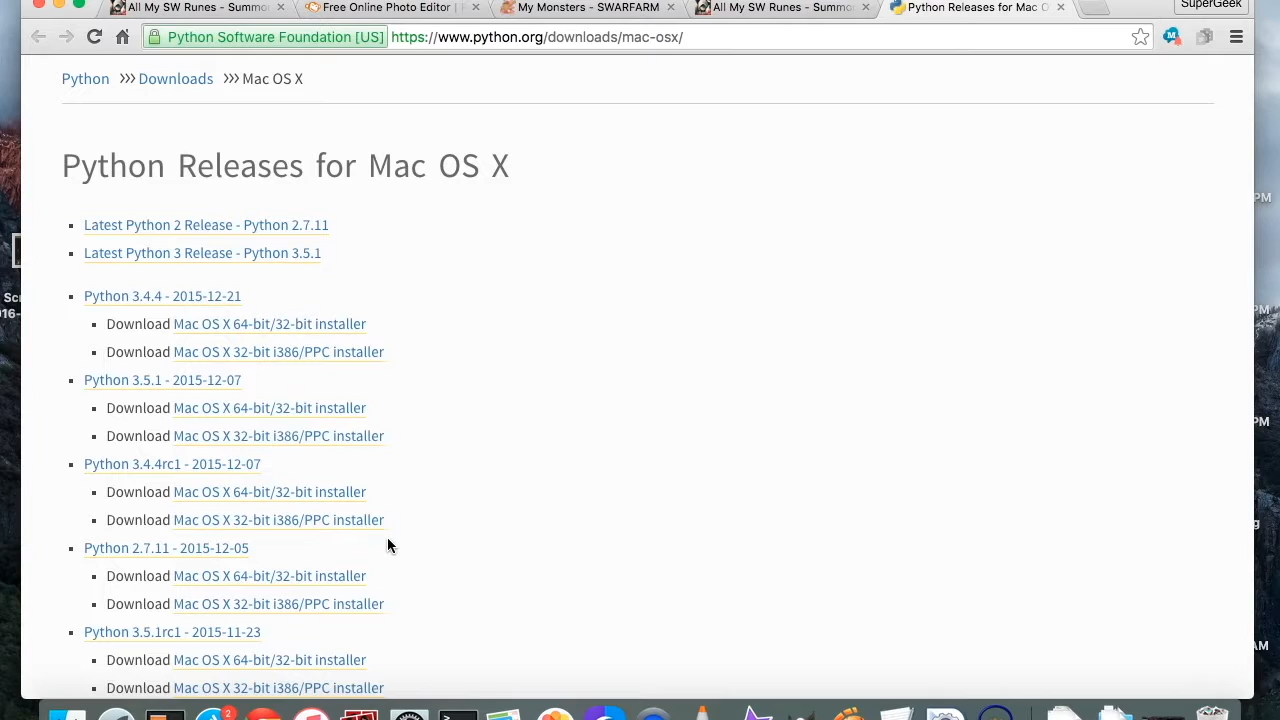 All My SW Runes - Summo
Free Online Photo Editor |
My Monsters - SWARFARM
All My SW Runes - Summo
Python Releases for Mac O
SuperGeek
Python Software Foundation [US] https://www.python.org/downloads/mac-osx/
Python >>> Downloads >>> Mac OS X
Python Releases for Mac OS X
Latest Python 2 Release - Python 2.7.11
Latest Python 3 Release - Python 3.5.1
Python 3.4.4 - 2015-12-21
Download Mac OS X 64-bit/32-bit installer
Download Mac OS X 32-bit i386/PPC installer
Python 3.5.1 - 2015-12-07
Download Mac OS X 64-bit/32-bit installer
Download Mac OS X 32-bit i386/PPC installer
Python 3.4.4rc1 - 2015-12-07
Download Mac OS X 64-bit/32-bit installer
Download Mac OS X 32-bit i386/PPC installer
Python 2.7.11 - 2015-12-05
Download Mac OS X 64-bit/32-bit installer
Download Mac OS X 32-bit i386/PPC installer
Python 3.5.1rc1 - 2015-11-23
Download Mac OS X 64-bit/32-bit installer
Download Mac OS X 32-bit i386/PPC installer
Scr
016-
PM
PM
PM
g
AM
2